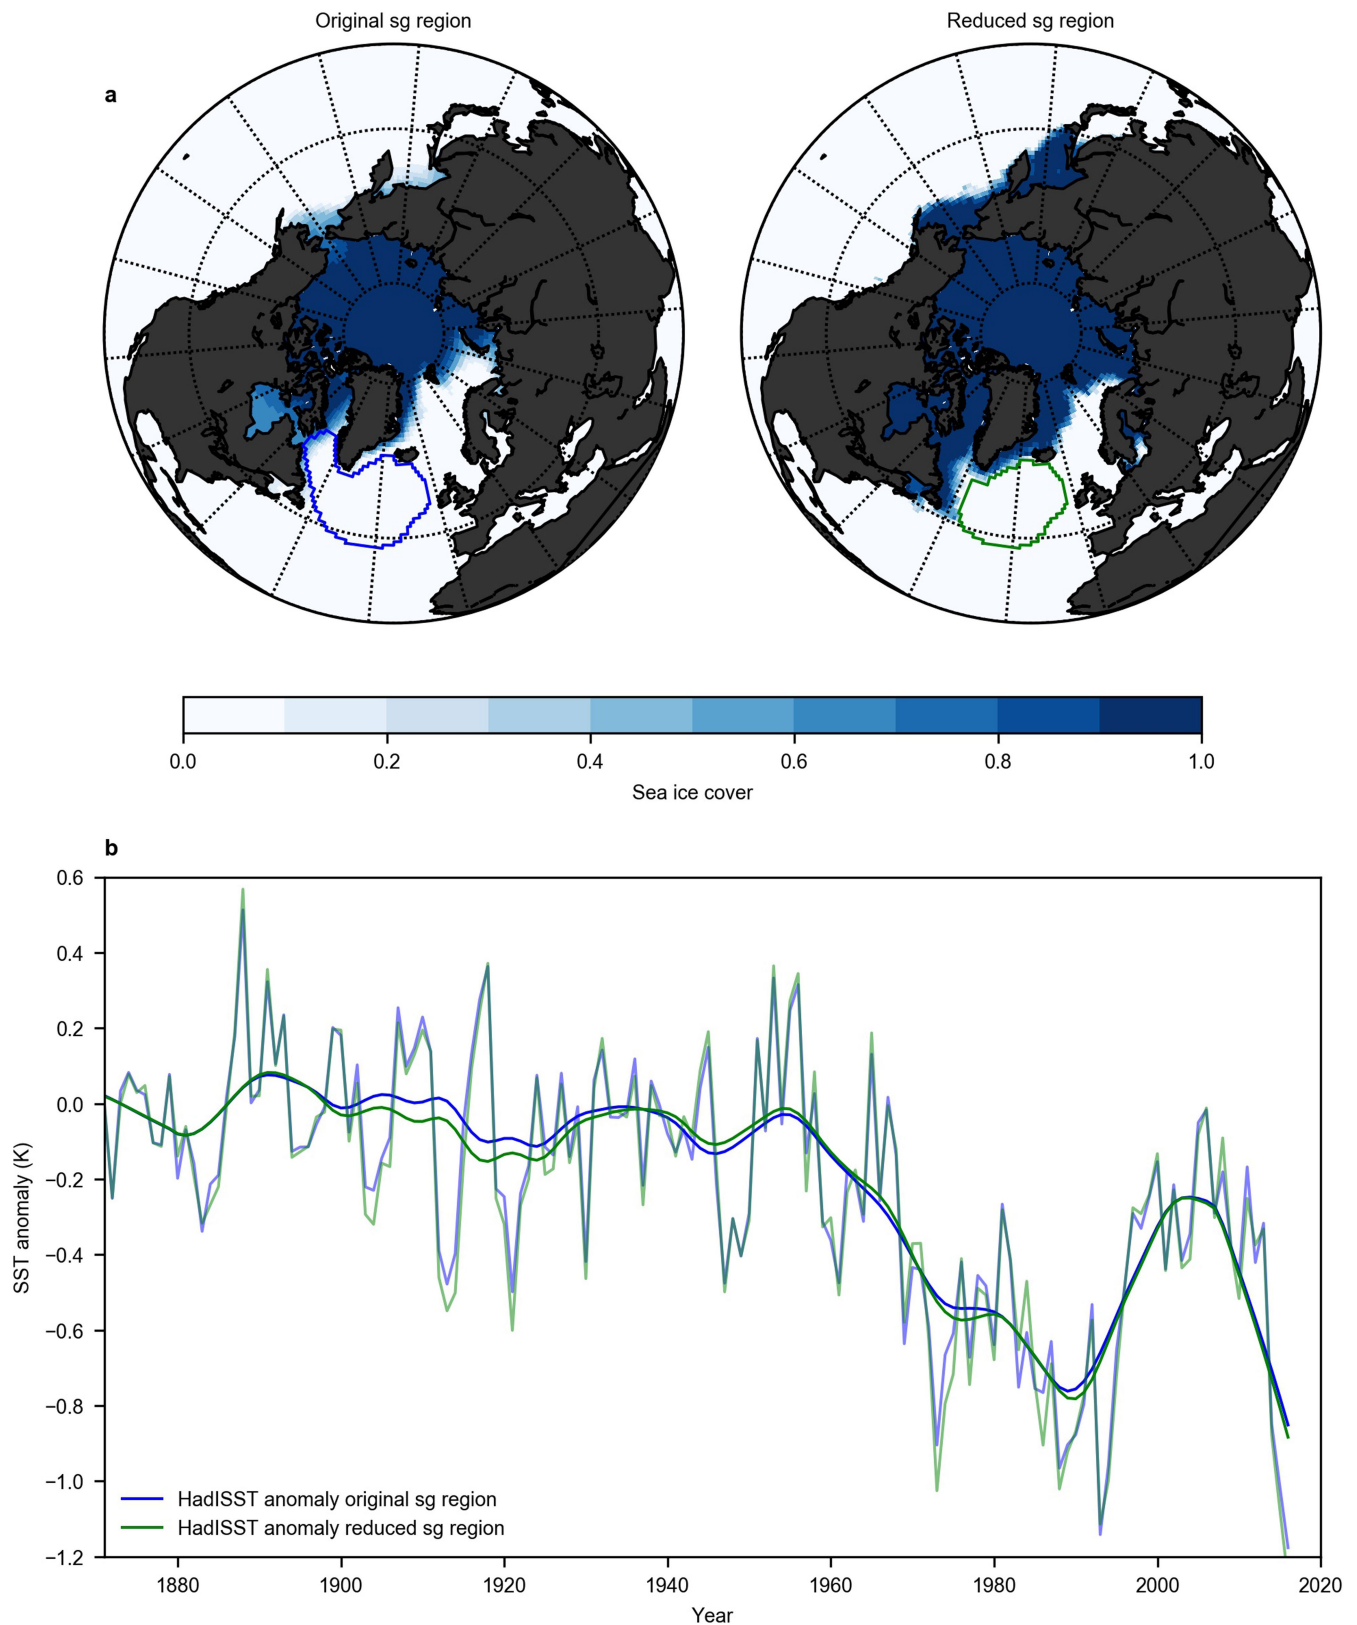 Original sg region
Reduced sg region
a
0.0 0.2 0.4 0.6 0.8 1.0
Sea ice cover
b
0.6
0.4
0.2
0.0
−0.2
−0.4
−0.6
−0.8
−1.0
−1.2
SST anomaly (K)
HadISST anomaly original sg region
HadISST anomaly reduced sg region
1880 1900 1920 1940 1960 1980 2000 2020
Year